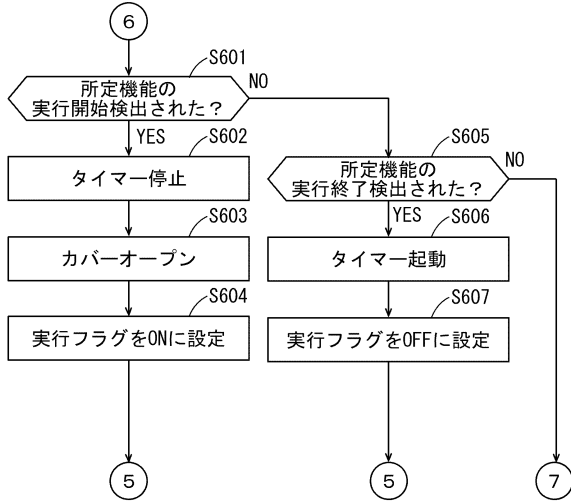 6
S601
所定機能の
実行開始検出された?
NO
YES
S602
タイマー停止
S603
カバーオープン
S604
実行フラグをONに設定
5
S605
所定機能の
実行終了検出された?
NO
YES
S606
タイマー起動
S607
実行フラグをOFFに設定
5
7